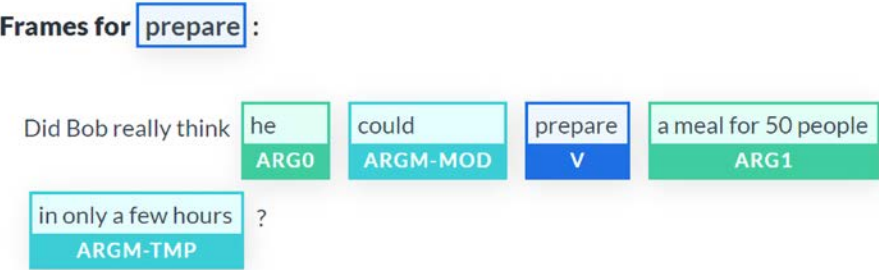 Frames for prepare :
Did Bob really think he could prepare a meal for 50 people
ARG0 ARGM-MOD V ARG1
in only a few hours ?
ARGM-TMP